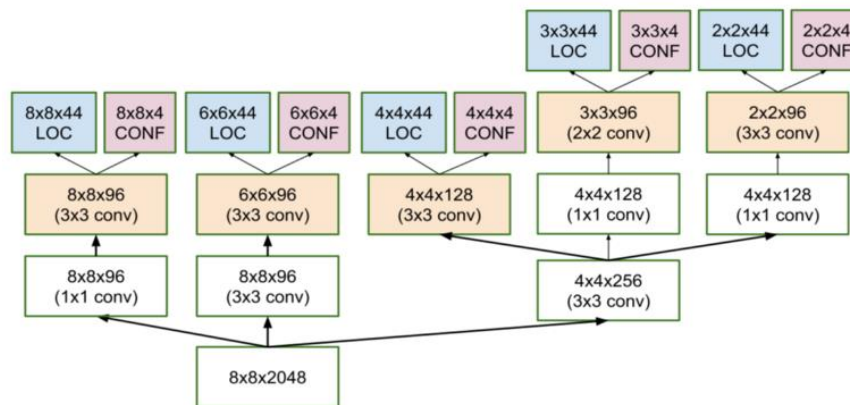 3x3x44
LOC
3x3x4
CONF
2x2x44
LOC
2x2x4
CONF
8x8x44
LOC
8x8x4
CONF
6x6x44
LOC
6x6x4
CONF
4x4x44
LOC
4x4x4
CONF
3x3x96
(2x2 conv)
2x2x96
(3x3 conv)
8x8x96
(3x3 conv)
6x6x96
(3x3 conv)
4x4x128
(3x3 conv)
4x4x128
(1x1 conv)
4x4x128
(1x1 conv)
8x8x96
(1x1 conv)
8x8x96
(3x3 conv)
4x4x256
(3x3 conv)
8x8x2048